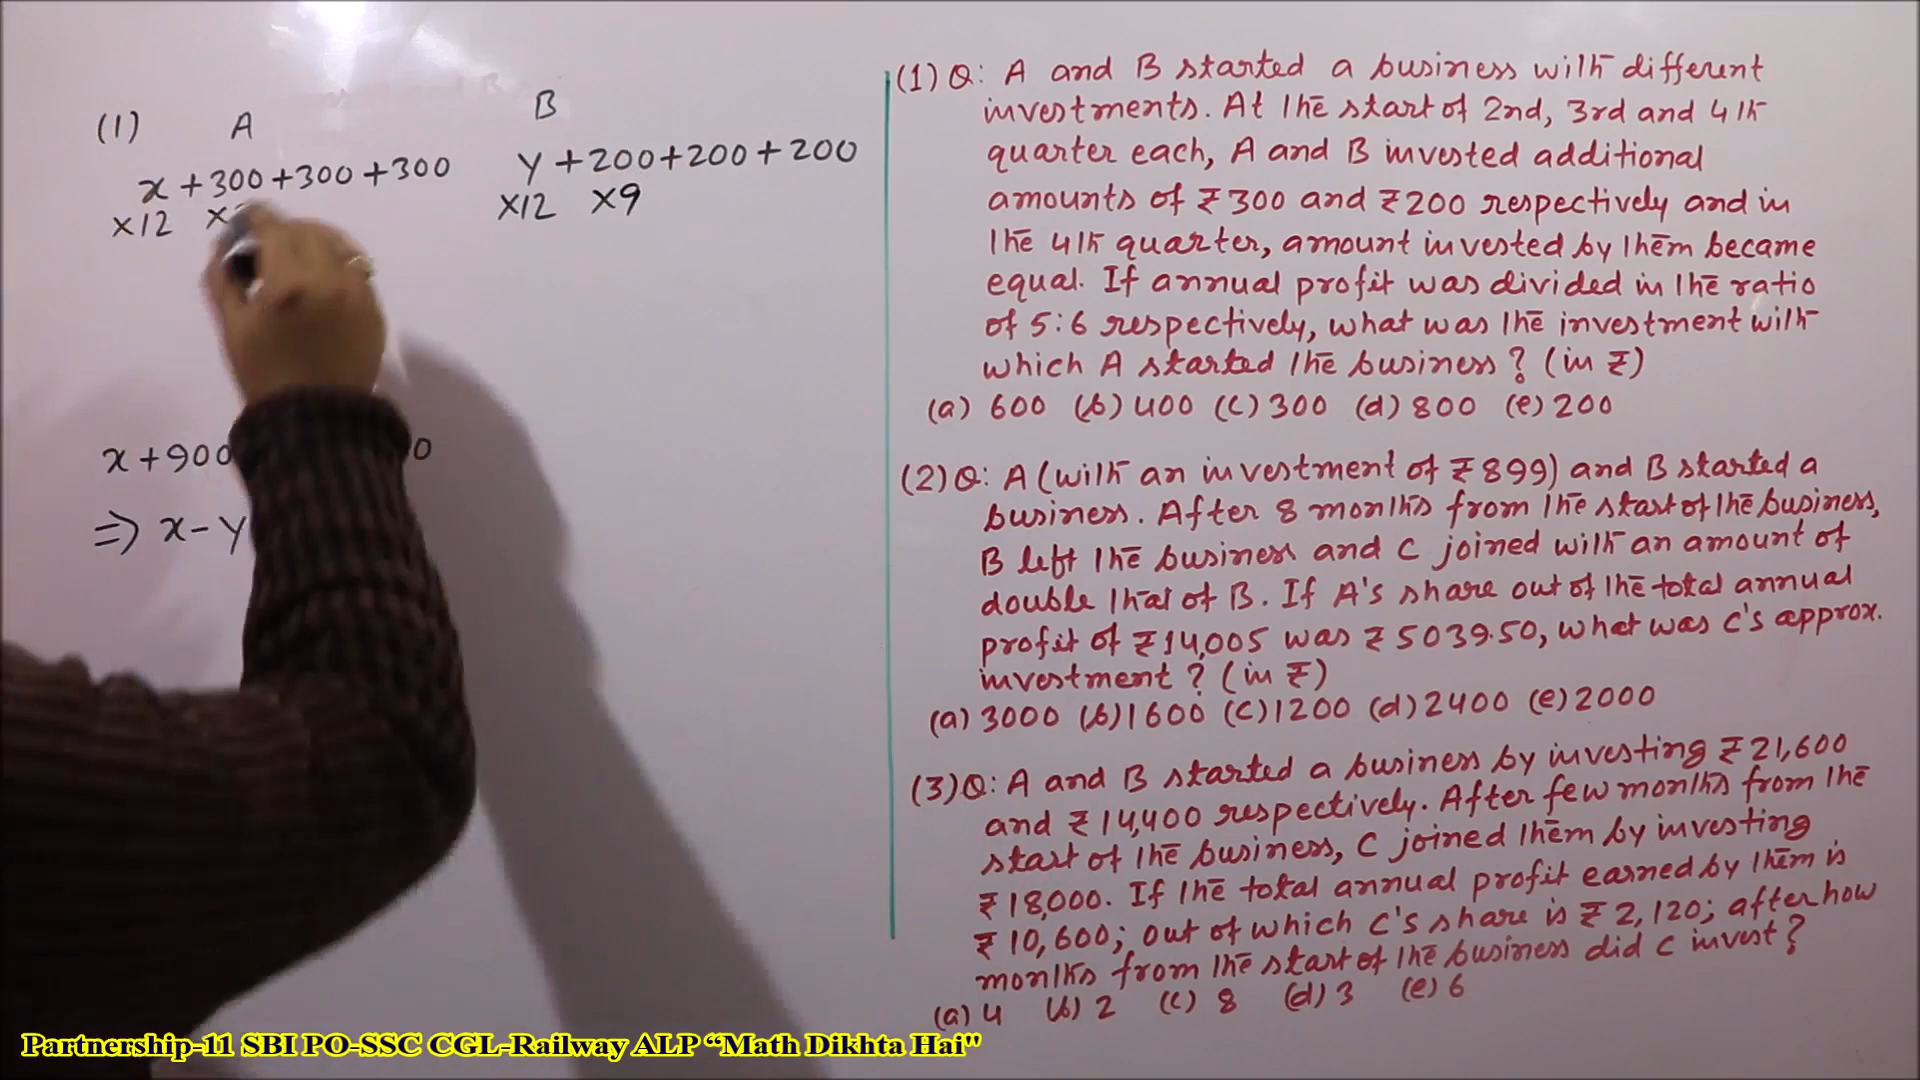 (1) A B
x + 300 + 300 + 300 y + 200 + 200 + 200
×12 × ×12 ×9
x + 900 0
⇒ x - y
(1) Q: A and B started a business with different
investments. At the start of 2nd, 3rd and 4th
quarter each, A and B invested additional
amounts of ₹300 and ₹200 respectively and in
the 4th quarter, amount invested by them became
equal. If annual profit was divided in the ratio
of 5:6 respectively, what was the investment with
which A started the business? (in ₹)
(a) 600 (b) 400 (c) 300 (d) 800 (e) 200
(2) Q: A (with an investment of ₹899) and B started a
business. After 8 months from the start of the business,
B left the business and C joined with an amount of
double that of B. If A's share out of the total annual
profit of ₹14,005 was ₹5039.50, what was C's approx.
investment? (in ₹)
(a) 3000 (b) 1600 (c) 1200 (d) 2400 (e) 2000
(3) Q: A and B started a business by investing ₹21,600
and ₹14,400 respectively. After few months from the
start of the business, C joined them by investing
₹18,000. If the total annual profit earned by them is
₹10,600; out of which C's share is ₹2,120; after how
months from the start of the business did C invest?
(a) 4 (b) 2 (c) 8 (d) 3 (e) 6
Partnership-11 SBI PO-SSC CGL-Railway ALP “Math Dikhta Hai"